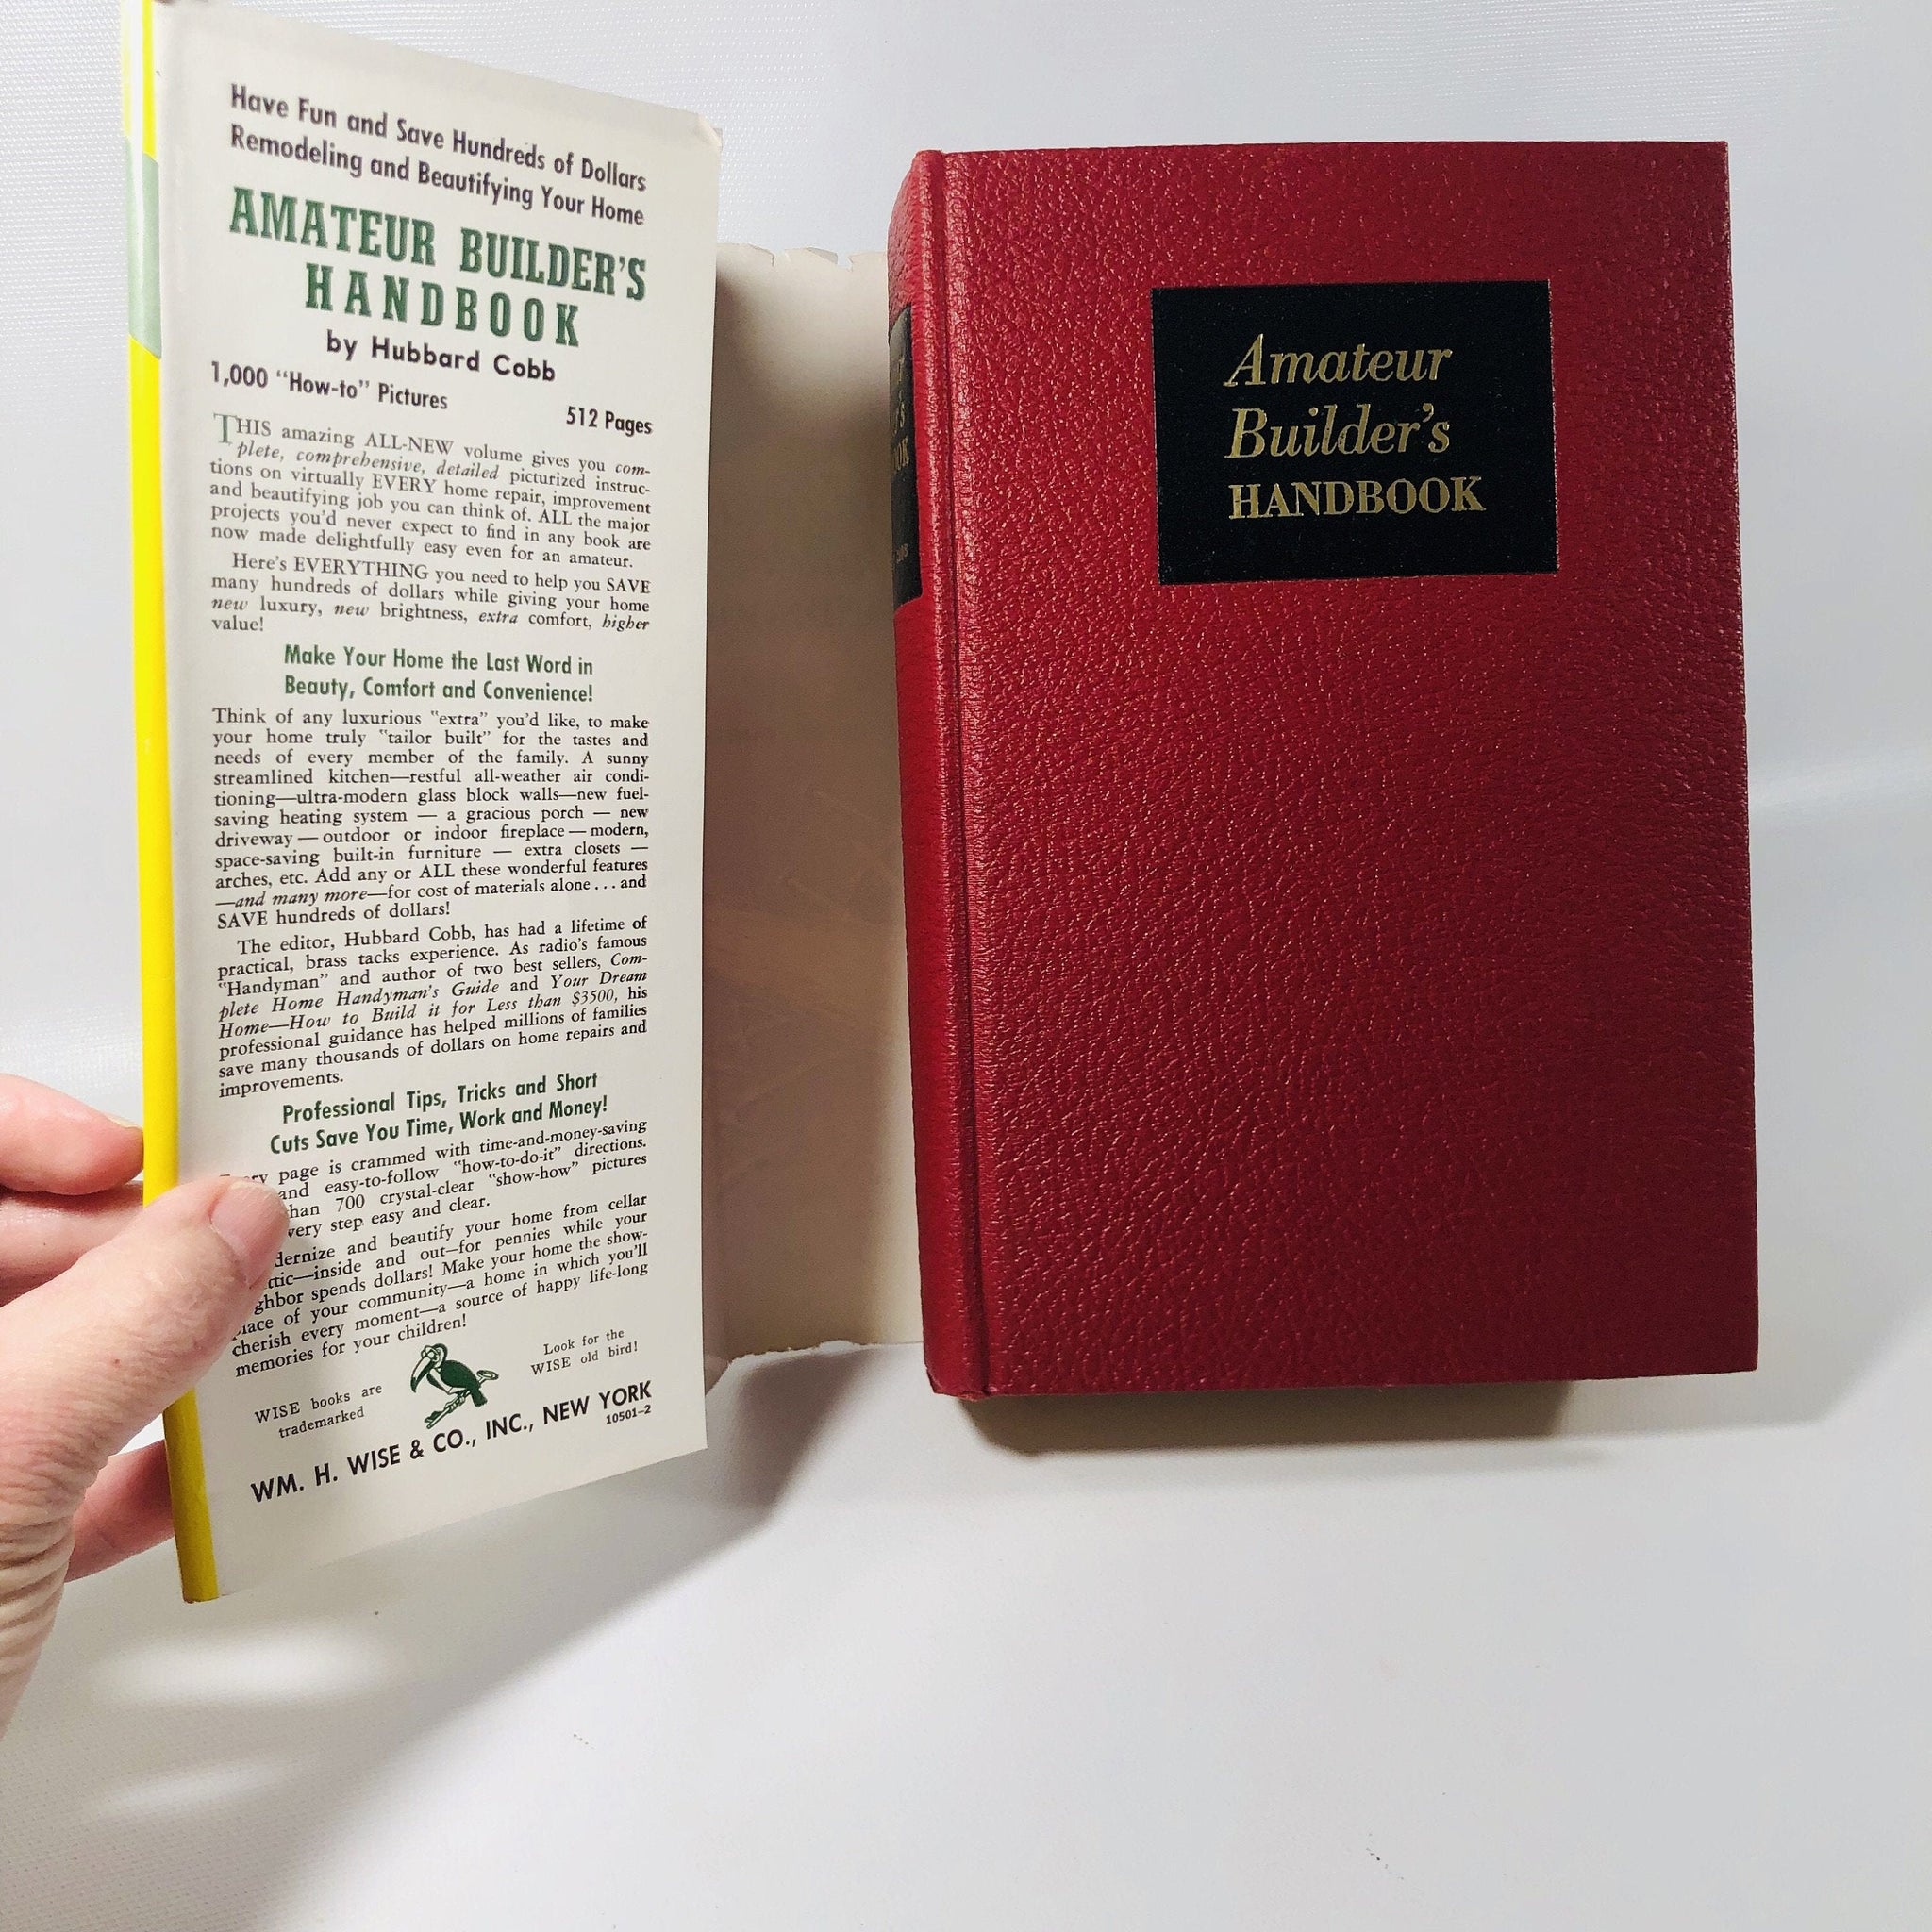 Have Fun and Save Hundreds of Dollars
Remodeling and Beautifying Your Home
AMATEUR BUILDER'S
HANDBOOK
by Hubbard Cobb
1,000 "How-to" Pictures
512 Pages
THIS amazing ALL-NEW volume gives you com-
plete, comprehensive, detailed picturized instruc-
tions on virtually EVERY home repair, improvement
and beautifying job you can think of. ALL the major
projects you'd never expect to find in any book are
now made delightfully easy even for an amateur.
Here's EVERYTHING you need to help you SAVE
many hundreds of dollars while giving your home
new luxury, new brightness, extra comfort, higher
value!
Make Your Home the Last Word in
Beauty, Comfort and Convenience!
Think of any luxurious "extra" you'd like, to make
your home truly "tailor built" for the tastes and
needs of every member of the family. A sunny
streamlined kitchen—restful all-weather air condi-
tioning—ultra-modern glass block walls—new fuel-
saving heating system — a gracious porch — new
driveway — outdoor or indoor fireplace — modern,
space-saving built-in furniture — extra closets —
arches, etc. Add any or ALL these wonderful features
—and many more—for cost of materials alone . . . and
SAVE hundreds of dollars!
The editor, Hubbard Cobb, has had a lifetime of
practical, brass tacks experience. As radio's famous
"Handyman" and author of two best sellers, Com-
plete Home Handyman's Guide and Your Dream
Home—How to Build it for Less than $3500, his
professional guidance has helped millions of families
save many thousands of dollars on home repairs and
improvements.
Professional Tips, Tricks and Short
Cuts Save You Time, Work and Money!
page is crammed with time-and-money-saving
and easy-to-follow "how-to-do-it" directions.
han 700 crystal-clear "show-how" pictures
very step easy and clear.
dernize and beautify your home from cellar
ttic—inside and out—for pennies while your
ghbor spends dollars! Make your home the show-
place of your community—a home in which you'll
cherish every moment—a source of happy life-long
memories for your children!
WISE books are
trademarked
Look for the
WISE old bird!
WM. H. WISE & CO., INC., NEW YORK
10501-2
Amateur
Builder's
HANDBOOK